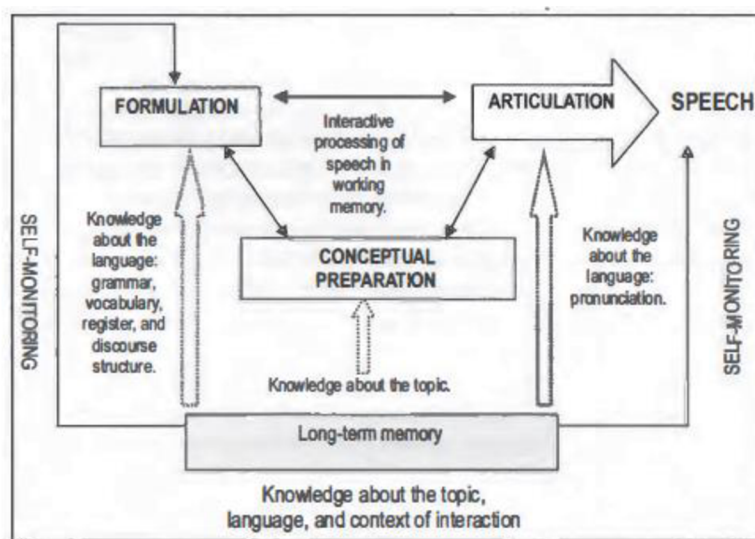 FORMULATION
ARTICULATION
SPEECH
Interactive
processing of
speech in
working
memory.
SELF-MONITORING
Knowledge
about the
language:
grammar,
vocabulary,
register, and
discourse
structure.
CONCEPTUAL
PREPARATION
Knowledge
about the
language:
pronunciation.
SELF-MONITORING
Knowledge about the topic.
Long-term memory
Knowledge about the topic,
language, and context of interaction